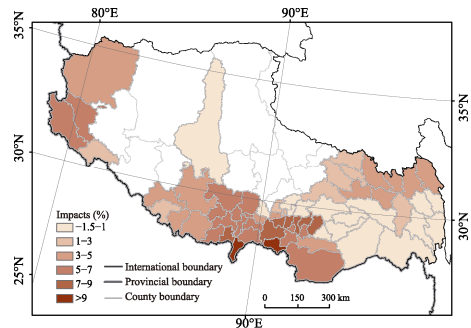 80°E 90°E
35°N
35°N
30°N
30°N
25°N
90°E
Impacts (%)
−1.5−1
1−3
3−5
5−7
7−9
>9
International boundary
Provincial boundary
County boundary
0 150 300 km